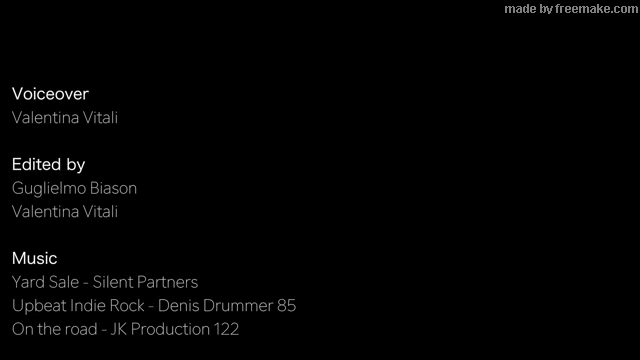 made by freemake.com
Voiceover
Valentina Vitali
Edited by
Guglielmo Biason
Valentina Vitali
Music
Yard Sale - Silent Partners
Upbeat Indie Rock - Denis Drummer 85
On the road - JK Production 122